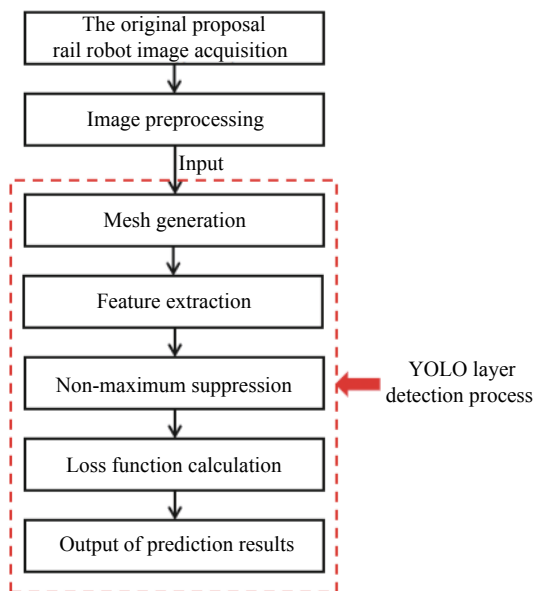 The original proposal
rail robot image acquisition
Image preprocessing
Input
Mesh generation
Feature extraction
Non-maximum suppression
YOLO layer
detection process
Loss function calculation
Output of prediction results